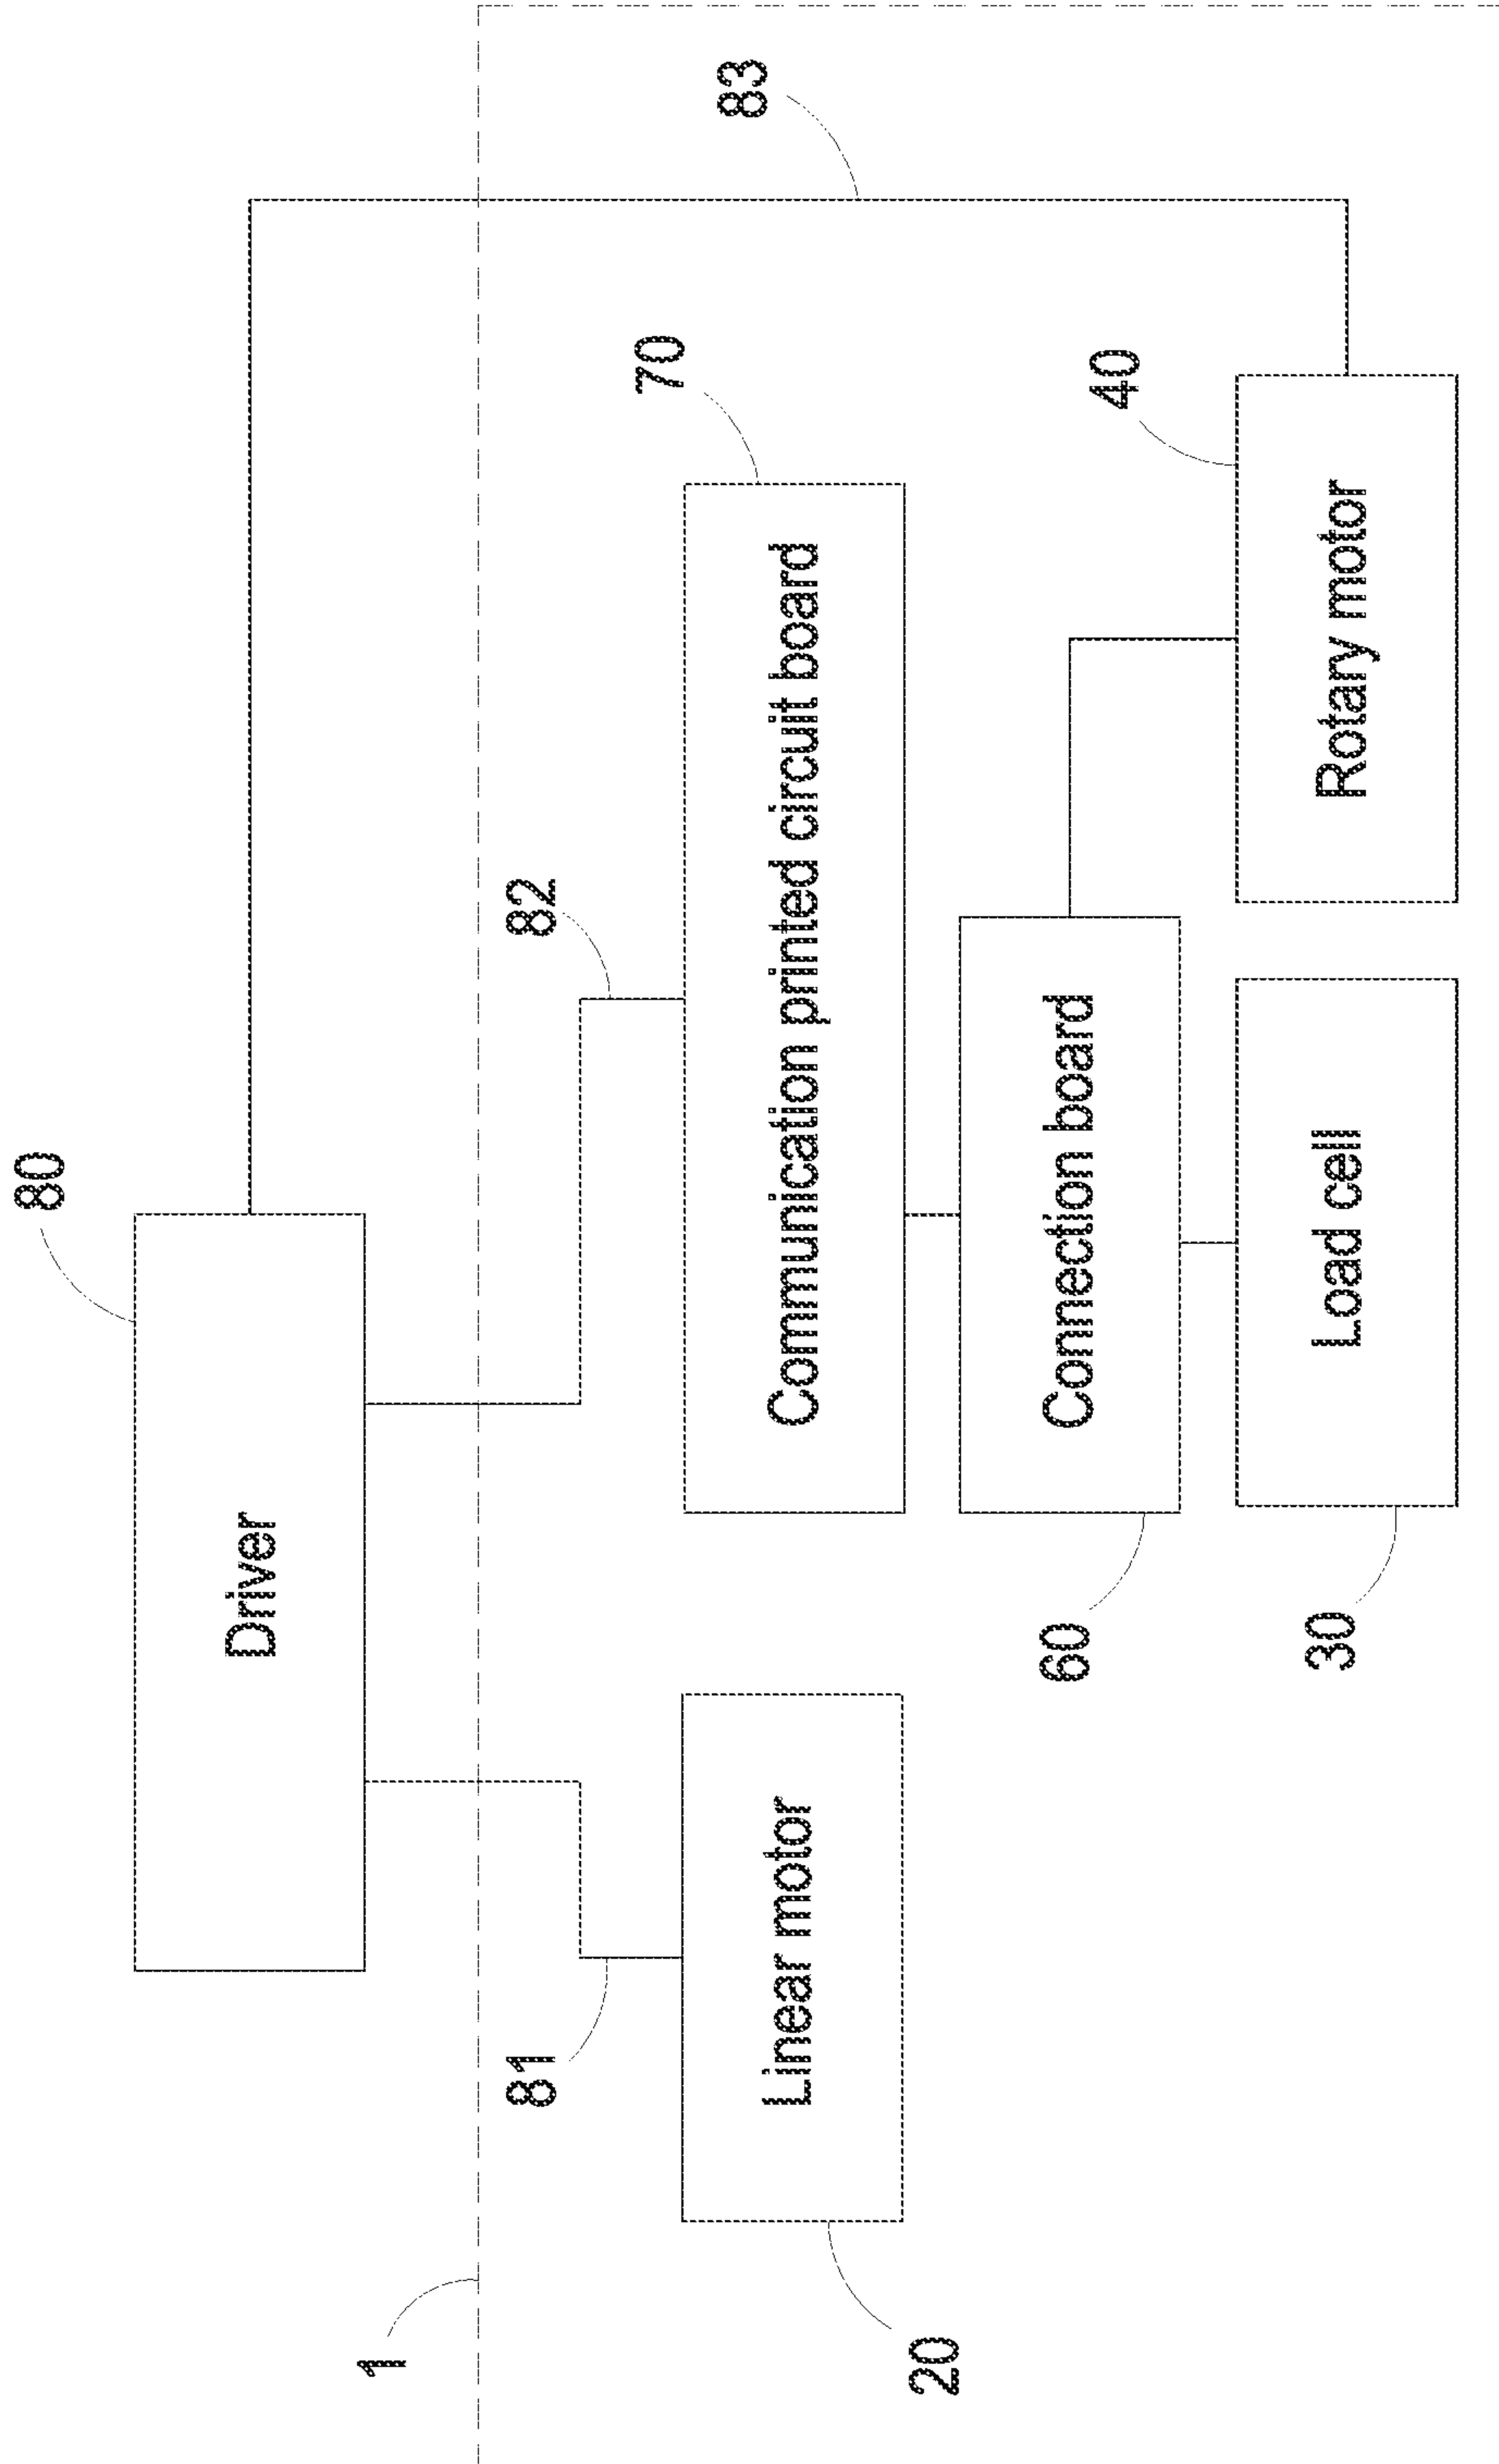 80
Driver
1
81
82
83
Linear motor
20
70
Communication printed circuit board
60
Connection board
40
Rotary motor
30
Load cell